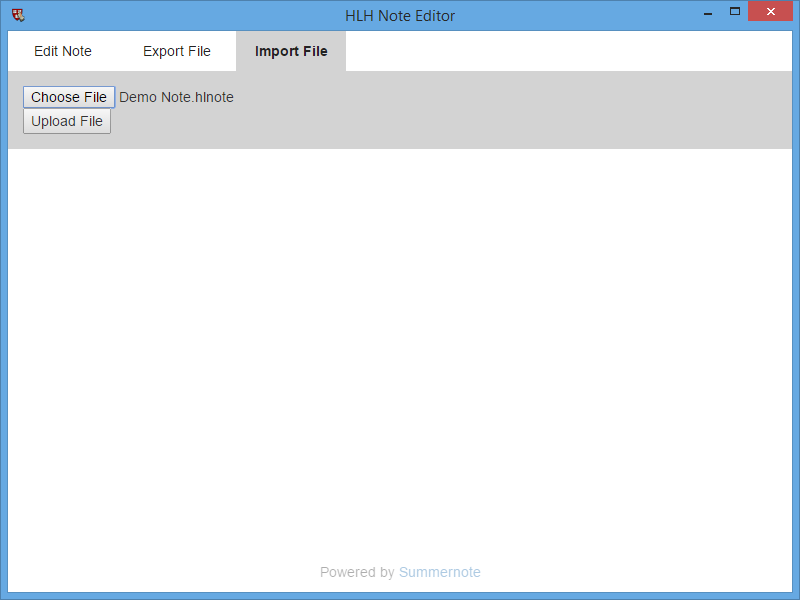 HLH Note Editor
Edit Note Export File Import File
Choose File Demo Note.hlnote
Upload File
Powered by Summernote